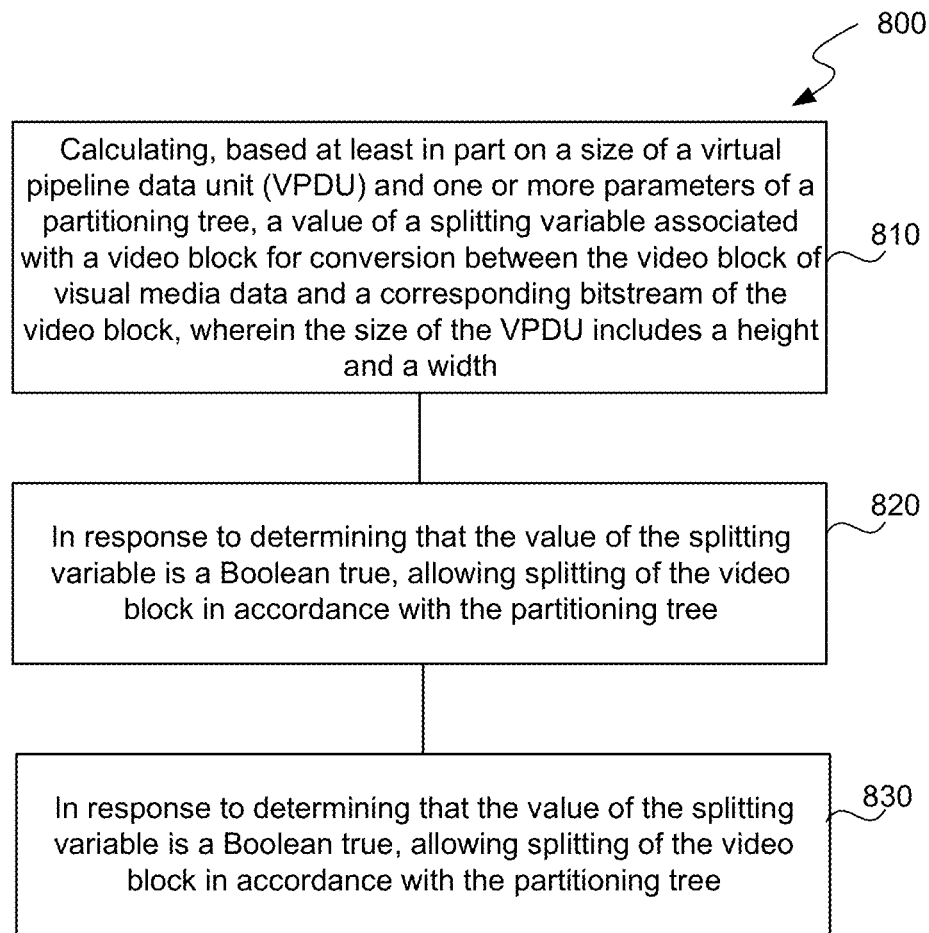 800
Calculating, based at least in part on a size of a virtual
pipeline data unit (VPDU) and one or more parameters of a
partitioning tree, a value of a splitting variable associated
with a video block for conversion between the video block of
visual media data and a corresponding bitstream of the
video block, wherein the size of the VPDU includes a height
and a width
810
In response to determining that the value of the splitting
variable is a Boolean true, allowing splitting of the video
block in accordance with the partitioning tree
820
In response to determining that the value of the splitting
variable is a Boolean true, allowing splitting of the video
block in accordance with the partitioning tree
830